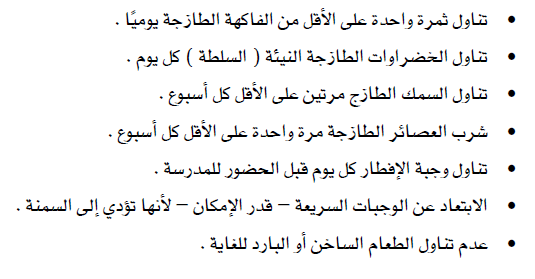 • تناول ثمرة واحدة على الأقل من الفاكهة الطازجة يوميًا .
• تناول الخضراوات الطازجة النيئة ( السلطة ) كل يوم .
• تناول السمك الطازج مرتين على الأقل كل أسبوع .
• شرب العصائر الطازجة مرة واحدة على الأقل كل أسبوع .
• تناول وجبة الإفطار كل يوم قبل الحضور للمدرسة .
• الابتعاد عن الوجبات السريعة – قدر الإمكان – لأنها تؤدي إلى السمنة .
• عدم تناول الطعام الساخن أو البارد للغاية .